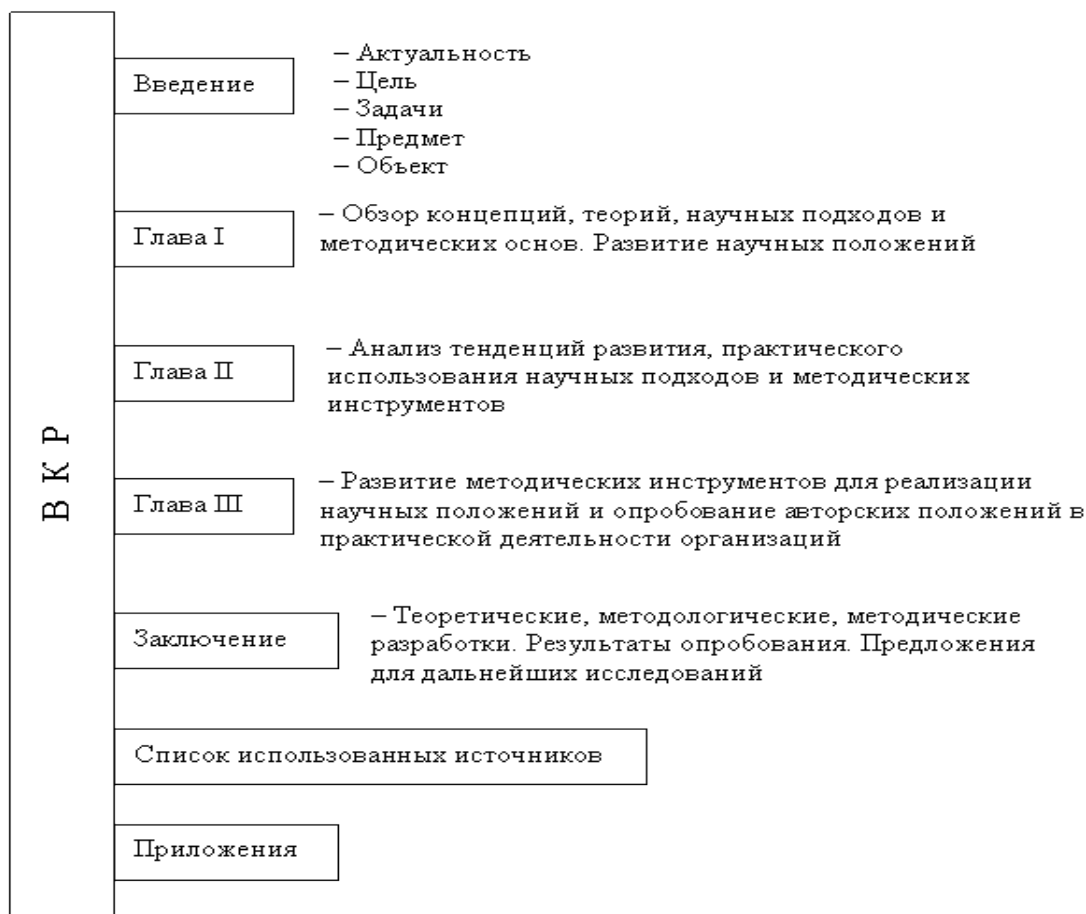 В К Р
Введение
– Актуальность
– Цель
– Задачи
– Предмет
– Объект
Глава I
– Обзор концепций, теорий, научных подходов и
методических основ. Развитие научных положений
Глава II
– Анализ тенденций развития, практического
использования научных подходов и методических
инструментов
Глава III
– Развитие методических инструментов для реализации
научных положений и опробование авторских положений в
практической деятельности организаций
Заключение
– Теоретические, методологические, методические
разработки. Результаты опробования. Предложения
для дальнейших исследований
Список использованных источников
Приложения